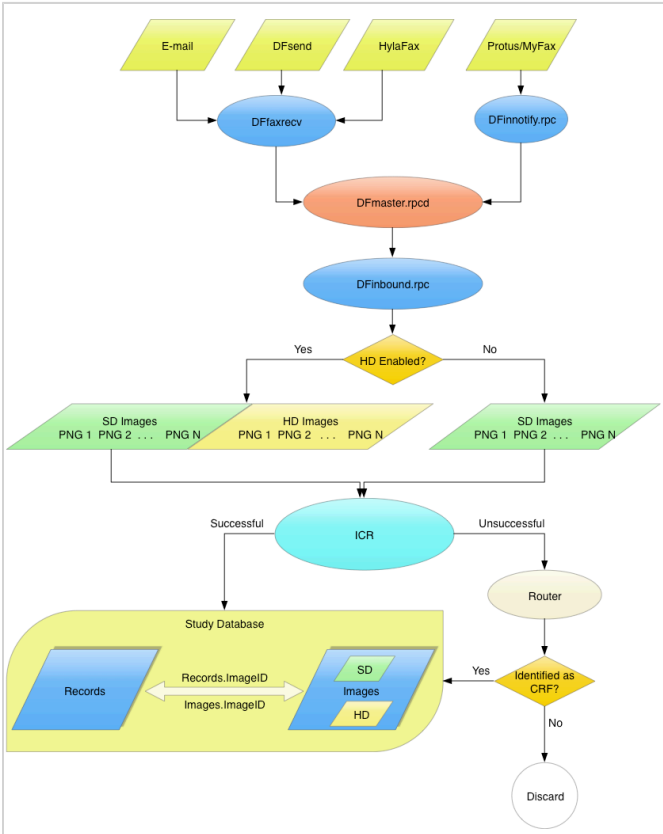 E-mail
DFsend
HylaFax
Protus/MyFax
DFfaxrecv
DFinnotify.rpc
DFmaster.rpcd
DFinbound.rpc
Yes
HD Enabled?
No
SD Images
PNG 1 PNG 2 . . . PNG N
HD Images
PNG 1 PNG 2 . . . PNG N
SD Images
PNG 1 PNG 2 . . . PNG N
Successful
ICR
Unsuccessful
Router
Study Database
Records
Records.ImageID
Images.ImageID
SD
Images
HD
Yes
Identified as
CRF?
No
Discard